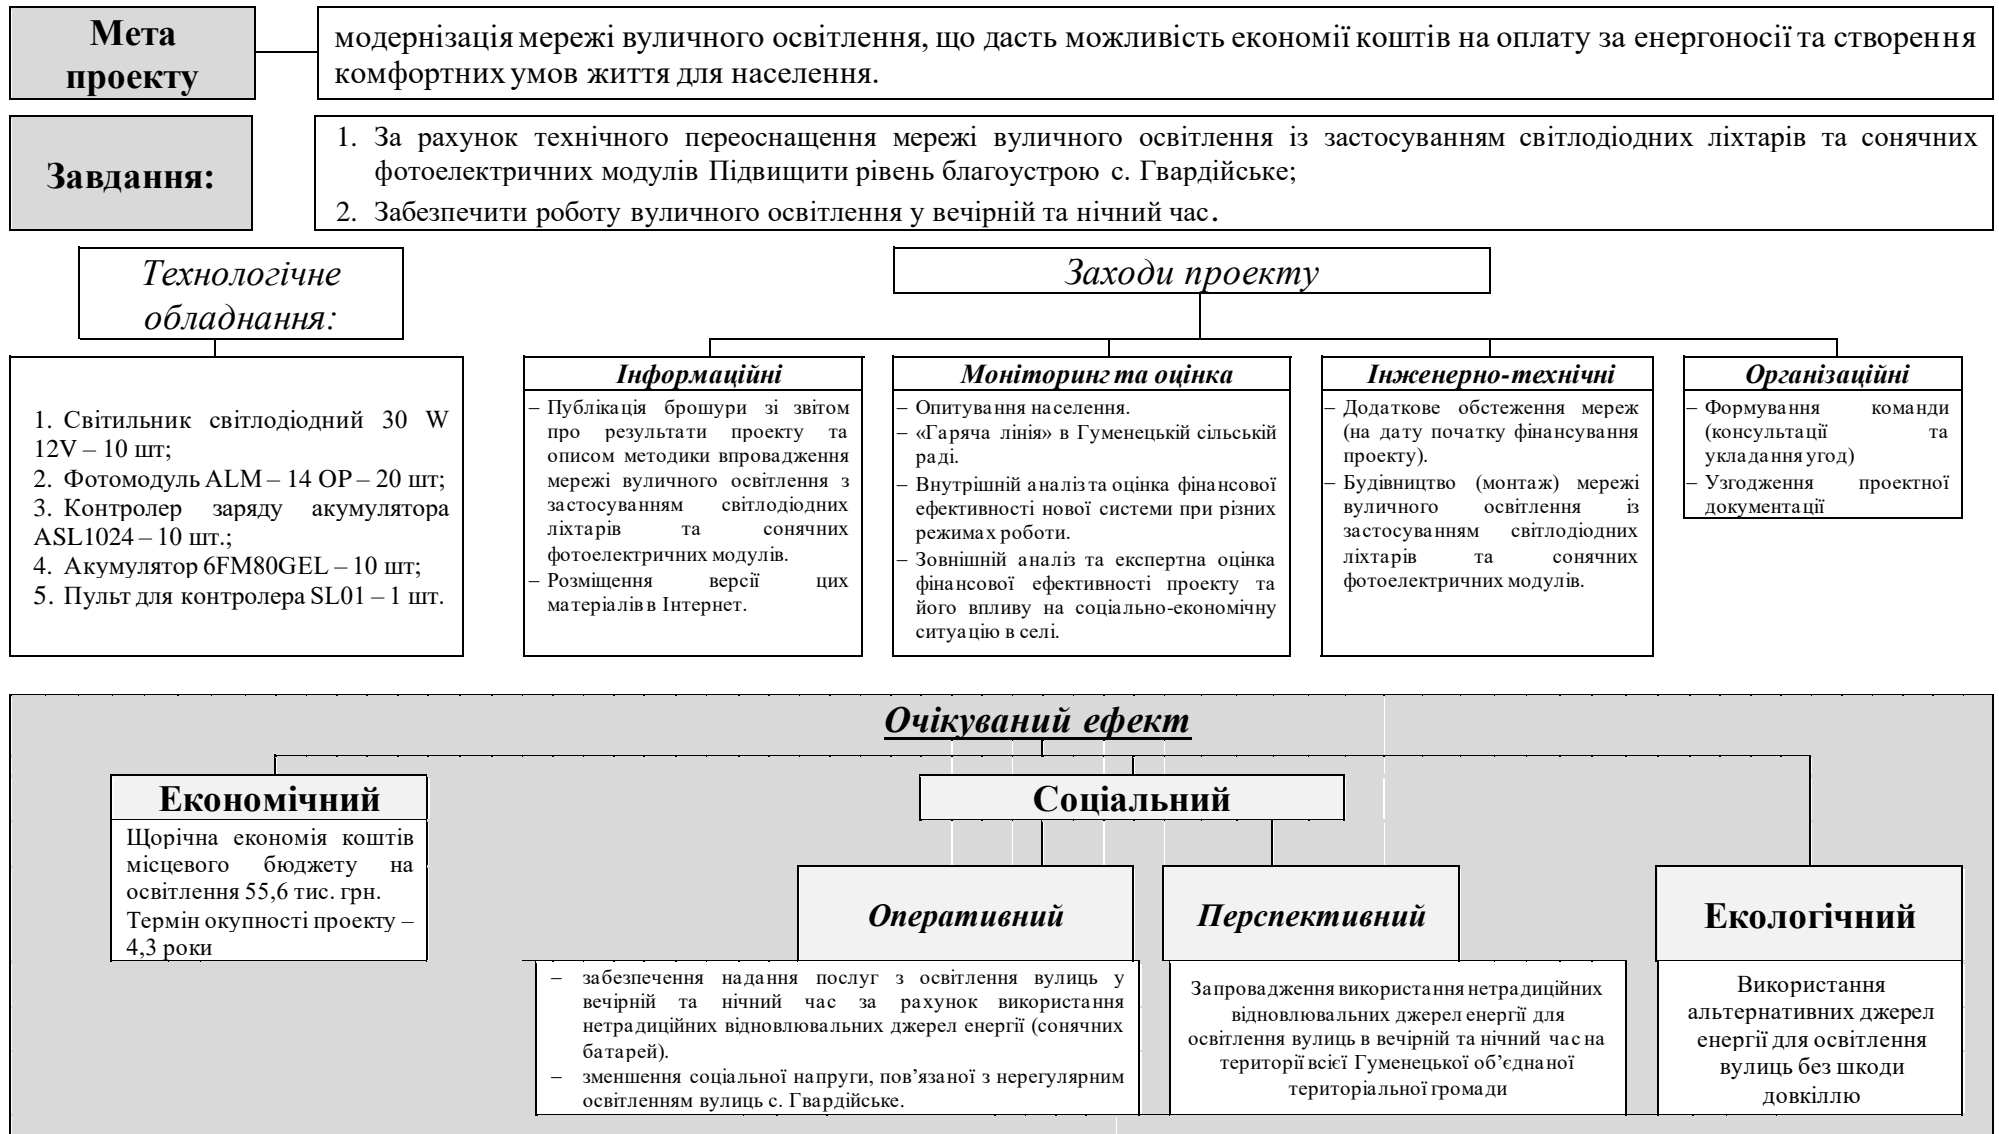 Мета
проекту
модернізація мережі вуличного освітлення, що дасть можливість економії коштів на оплату за енергоносії та створення
комфортних умов життя для населення.
Завдання:
1. За рахунок технічного переоснащення мережі вуличного освітлення із застосуванням світлодіодних ліхтарів та сонячних
фотоелектричних модулів Підвищити рівень благоустрою с. Гвардійське;
2. Забезпечити роботу вуличного освітлення у вечірній та нічний час.
Технологічне
обладнання:
1. Світильник світлодіодний 30 W
12V – 10 шт;
2. Фотомодуль ALM – 14 OP – 20 шт;
3. Контролер заряду акумулятора
ASL1024 – 10 шт.;
4. Акумулятор 6FM80GEL – 10 шт;
5. Пульт для контролера SL01 – 1 шт.
Заходи проекту
Інформаційні
– Публікація брошури зі звітом
про результати проекту та
описом методики впровадження
мережі вуличного освітлення з
застосуванням світлодіодних
ліхтарів та сонячних
фотоелектричних модулів.
– Розміщення версії цих
матеріалів в Інтернет.
Моніторинг та оцінка
– Опитування населення.
– «Гаряча лінія» в Гуменецькій сільській
раді.
– Внутрішній аналіз та оцінка фінансової
ефективності нової системи при різних
режимах роботи.
– Зовнішній аналіз та експертна оцінка
фінансової ефективності проекту та
його впливу на соціально-економічну
ситуацію в селі.
Інженерно-технічні
– Додаткове обстеження мереж
(на дату початку фінансування
проекту).
– Будівництво (монтаж) мережі
вуличного освітлення із
застосуванням світлодіодних
ліхтарів та сонячних
фотоелектричних модулів.
Організаційні
– Формування команди
(консультації та
укладання угод)
– Узгодження проектної
документації
Очікуваний ефект
Економічний
Щорічна економія коштів
місцевого бюджету на
освітлення 55,6 тис. грн.
Термін окупності проекту –
4,3 роки
Соціальний
Оперативний
– забезпечення надання послуг з освітлення вулиць у
вечірній та нічний час за рахунок використання
нетрадиційних відновлювальних джерел енергії (сонячних
батарей).
– зменшення соціальної напруги, пов’язаної з нерегулярним
освітленням вулиць с. Гвардійське.
Перспективний
Запровадження використання нетрадиційних
відновлювальних джерел енергії для
освітлення вулиць в вечірній та нічний час на
території всієї Гуменецької об’єднаної
територіальної громади
Екологічний
Використання
альтернативних джерел
енергії для освітлення
вулиць без шкоди
довкіллю